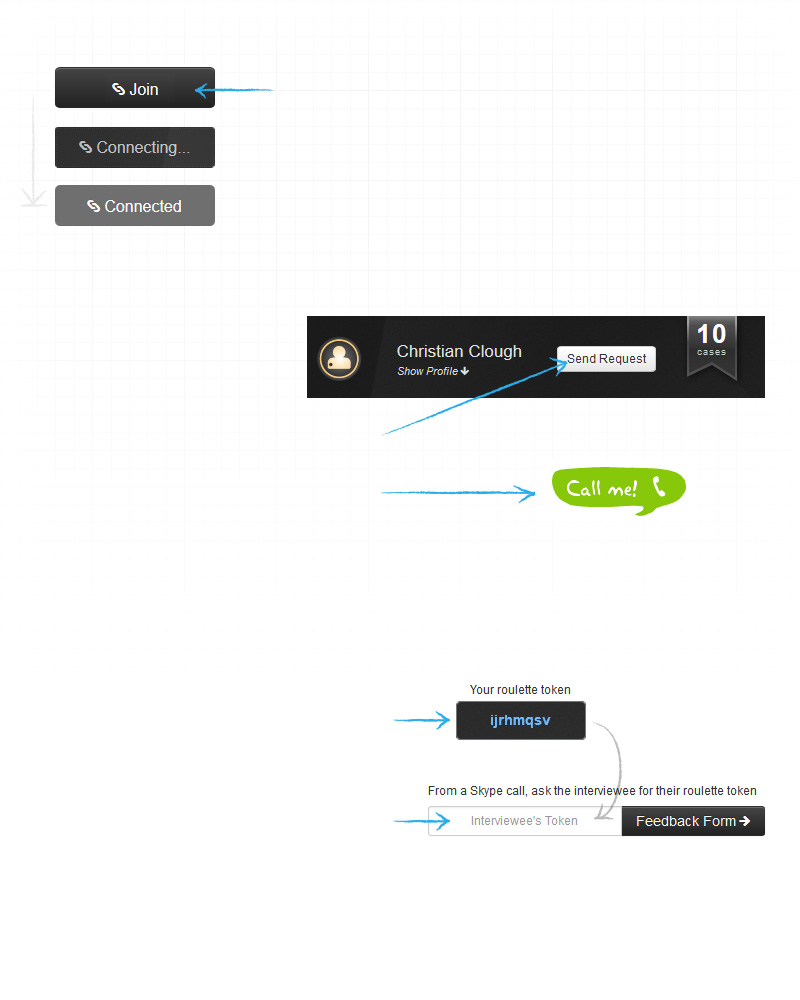 Join
Connecting...
Connected
10
cases
Christian Clough
Send Request
Show Profile
Call me!
Your roulette token
ijrhmqsv
From a Skype call, ask the interviewee for their roulette token
Interviewee's Token
Feedback Form